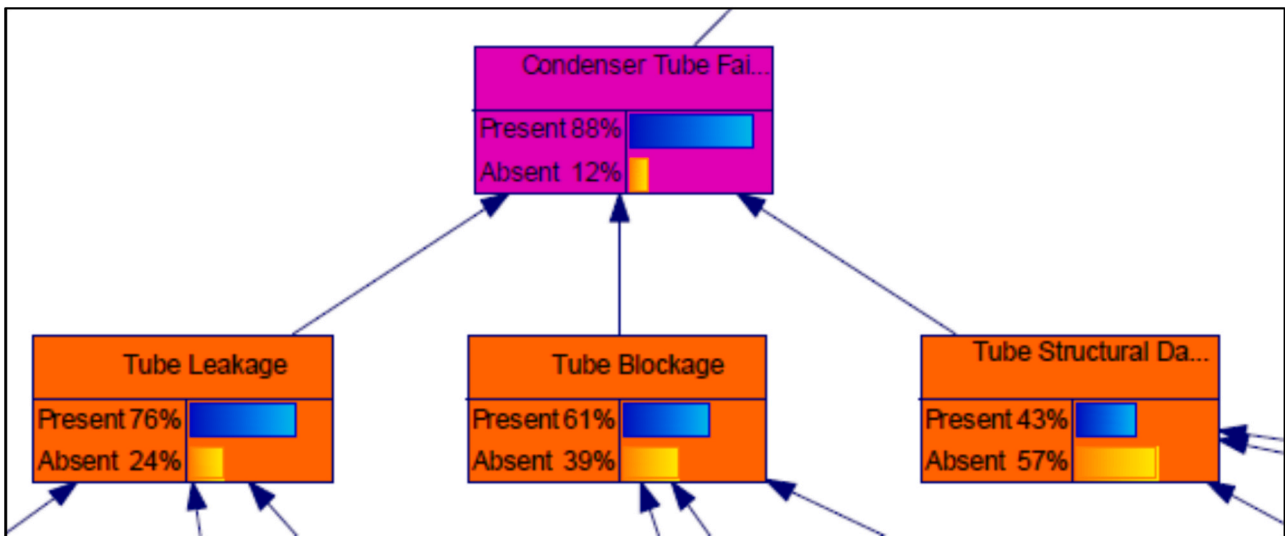 Condenser Tube Fai...
Present 88%
Absent 12%
Tube Leakage
Present 76%
Absent 24%
Tube Blockage
Present 61%
Absent 39%
Tube Structural Da...
Present 43%
Absent 57%